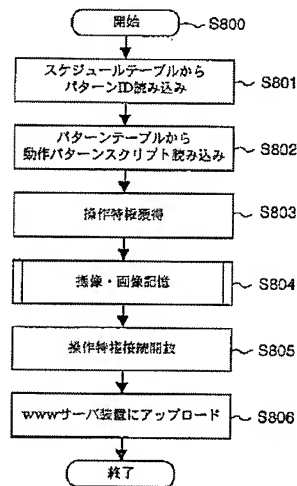 開始
S800
スケジュールテーブルから
パターンID読み込み
S801
パターンテーブルから
動作パターンスクリプト読み込み
S802
操作特権獲得
S803
撮像・画像記憶
S804
操作特権接続開放
S805
WWWサーバ装置にアップロード
S806
終了